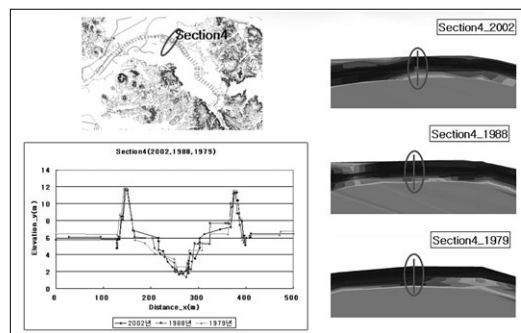 Section4
Section4(2002,1988,1979)
Elevation_y(m)
14
12
10
8
6
4
2
0
0
100
200
300
400
500
Distance_x(m)
2002년
1988년
1979년
Section4_2002
Section4_1988
Section4_1979